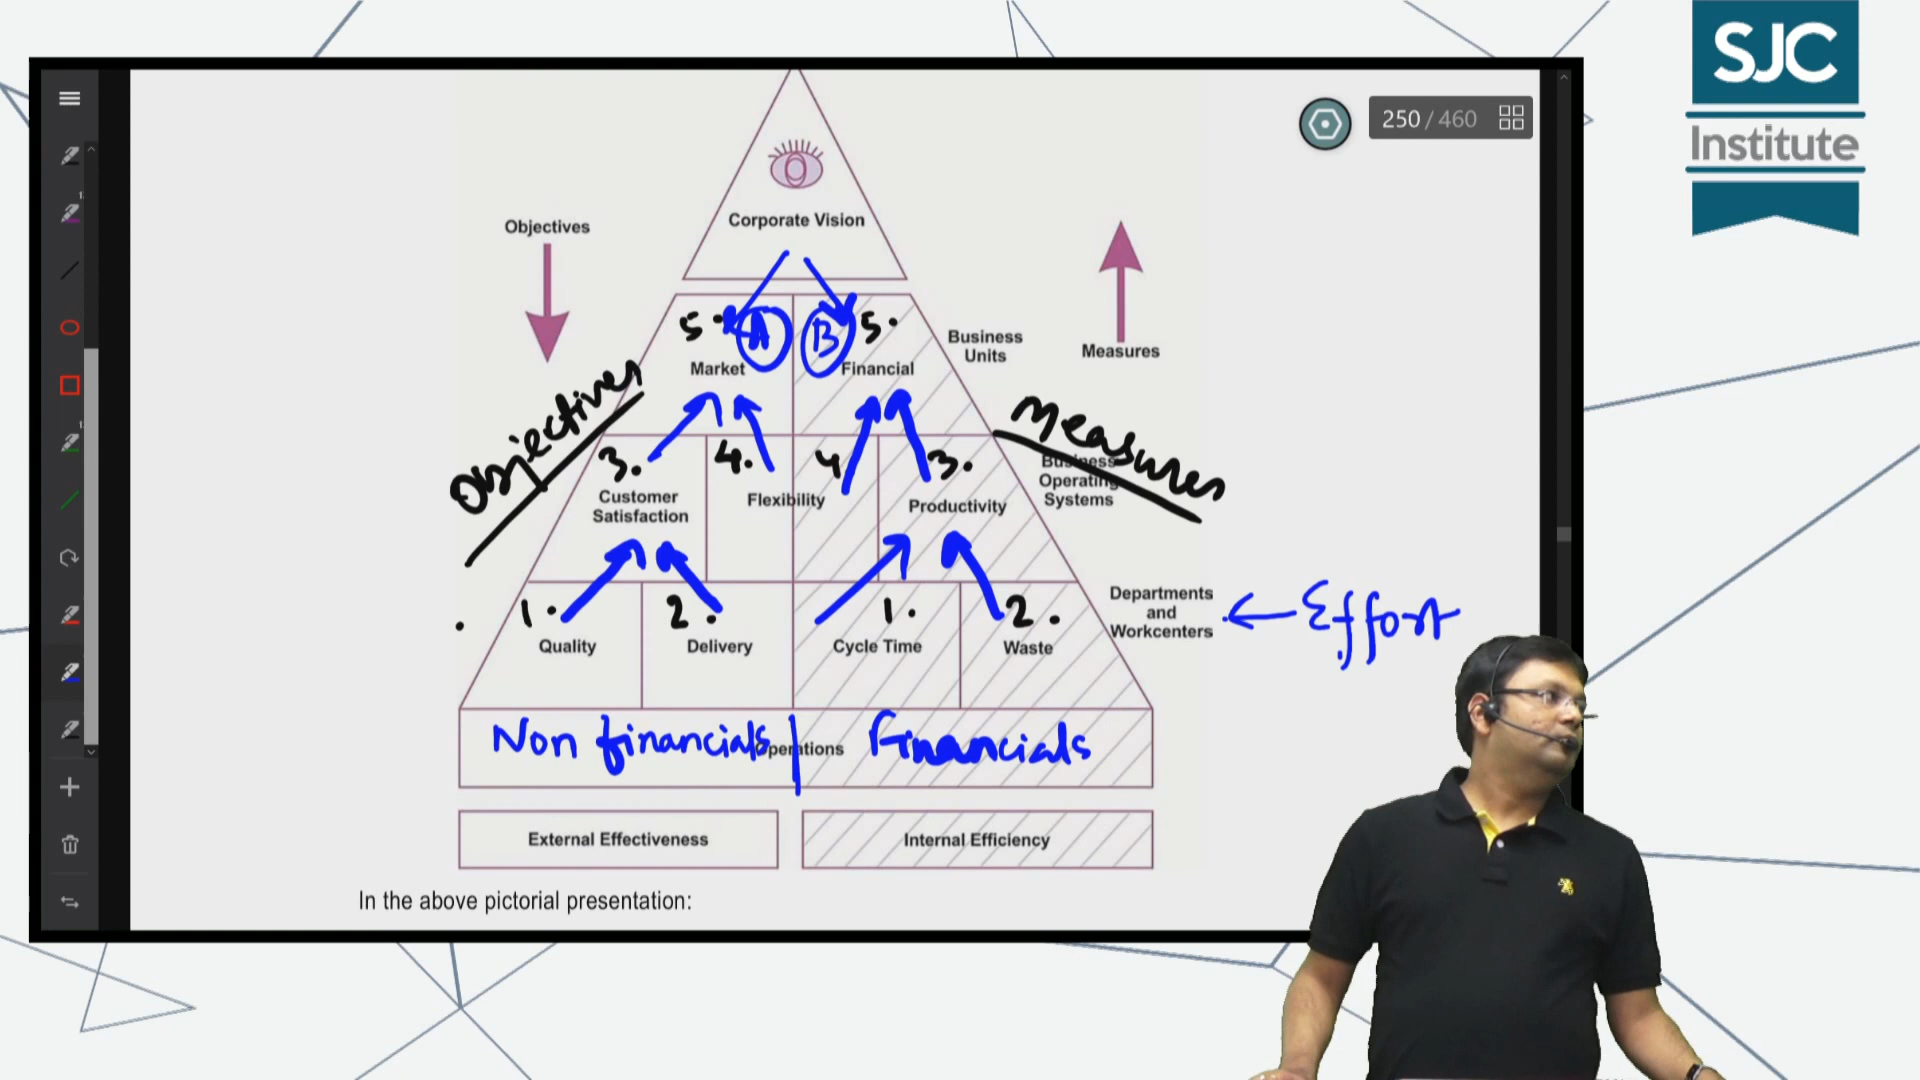 SJC
Institute
250 / 460
Corporate Vision
Objectives
Measures
5.
A
B
5.
Market
Financial
Business
Units
Objectives
Measures
3.
4.
4
3.
Customer
Satisfaction
Flexibility
Productivity
Business
Operating
Systems
1.
2.
1.
2.
Quality
Delivery
Cycle Time
Waste
Departments
and
Workcenters
Effort
Non financials
Operations
Financials
External Effectiveness
Internal Efficiency
In the above pictorial presentation: